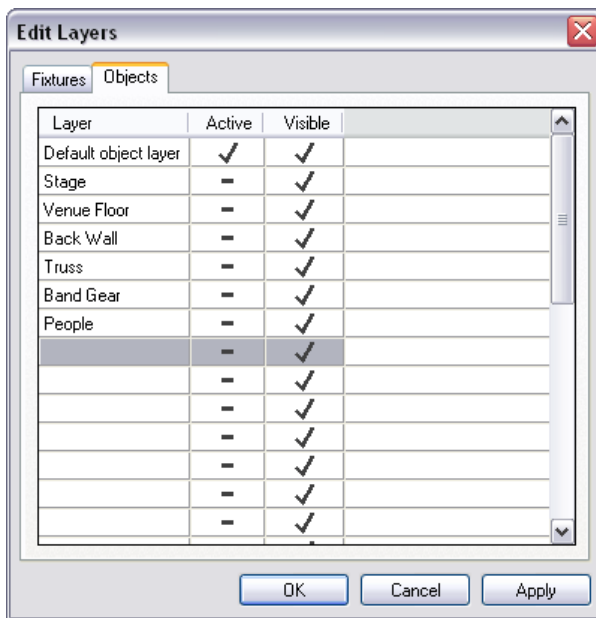 Edit Layers
Fixtures Objects
Layer Active Visible
Default object layer
Stage
Venue Floor
Back Wall
Truss
Band Gear
People
OK Cancel Apply